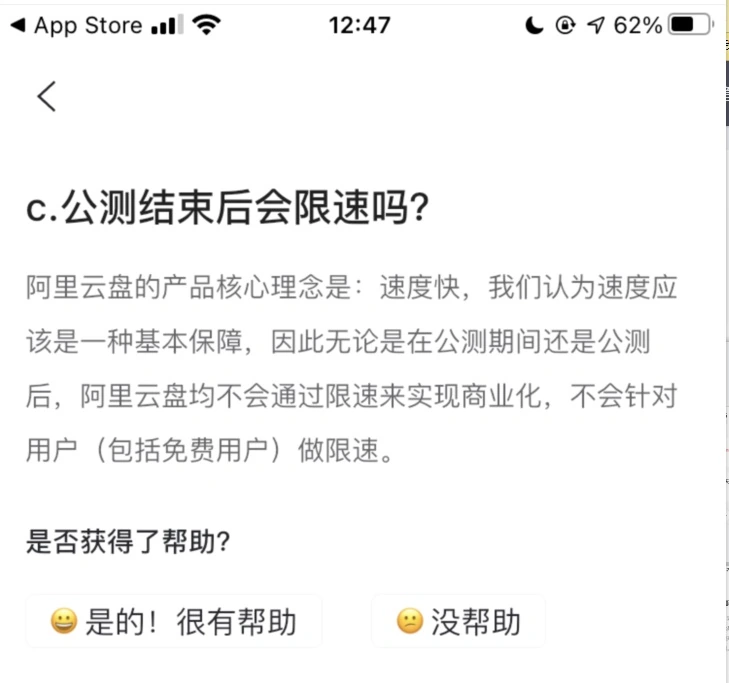 App Store 12:47 62%
c.公测结束后会限速吗?
阿里云盘的产品核心理念是：速度快，我们认为速度应
该是一种基本保障，因此无论是在公测期间还是公测
后，阿里云盘均不会通过限速来实现商业化，不会针对
用户（包括免费用户）做限速。
是否获得了帮助?
😀 是的！很有帮助 😕 没帮助